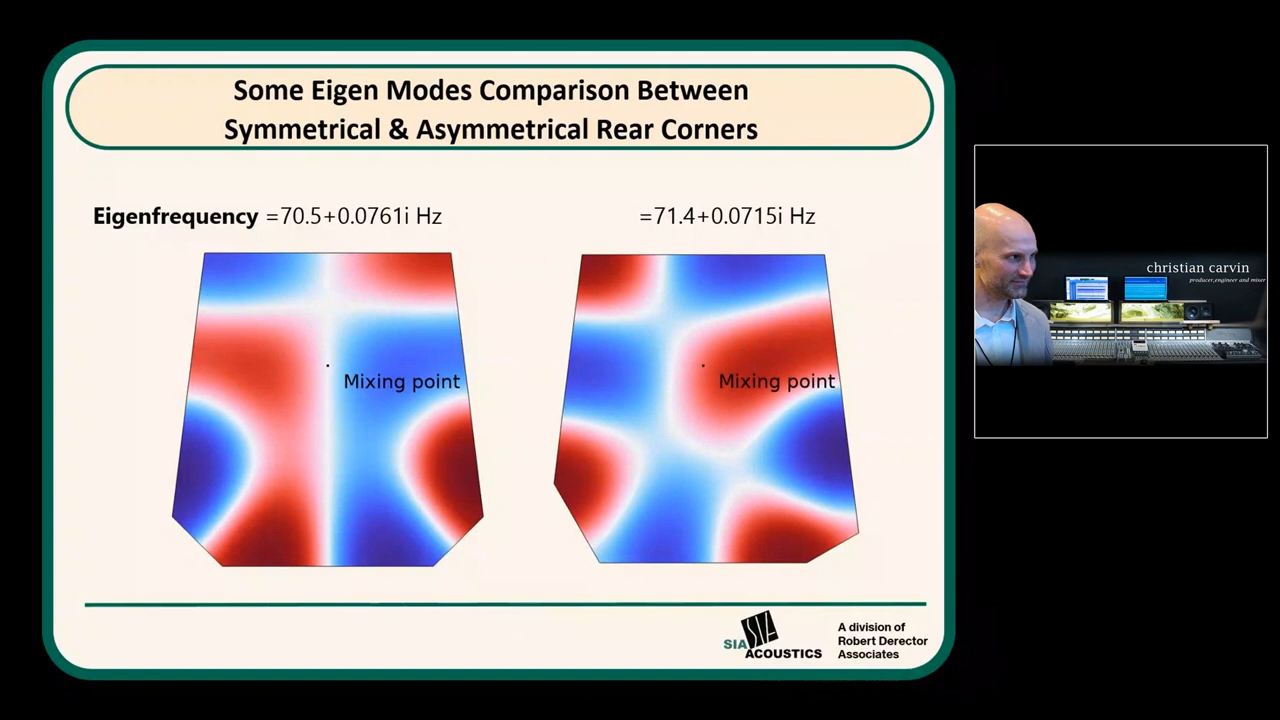 Some Eigen Modes Comparison Between
Symmetrical & Asymmetrical Rear Corners
Eigenfrequency =70.5+0.0761i Hz
=71.4+0.0715i Hz
Mixing point
Mixing point
SIA
SIA ACOUSTICS
A division of
Robert Derector
Associates
christian carvin
producer,engineer and mixer